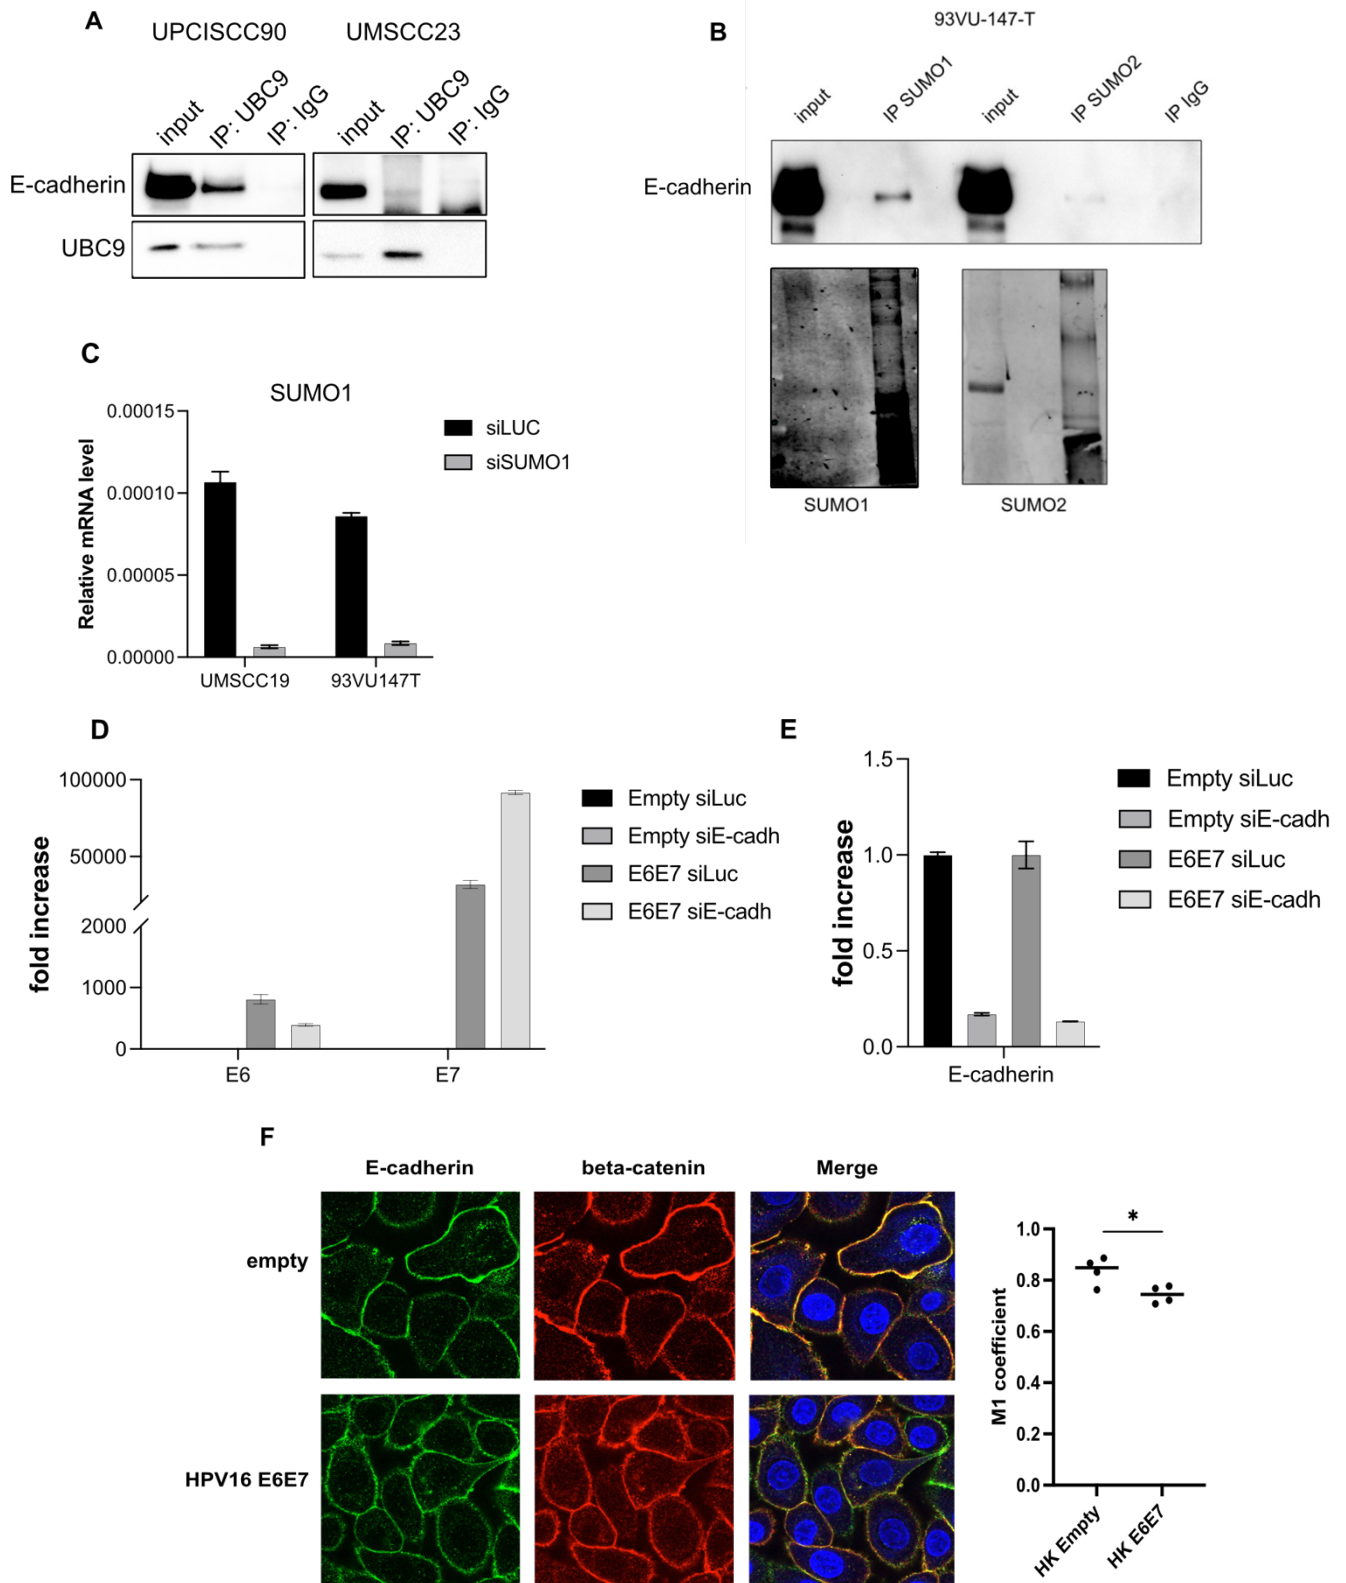 A
UPCISCC90 UMSCC23
input IP: UBC9 IP: IgG input IP: UBC9 IP: IgG
E-cadherin
UBC9
B
93VU-147-T
input IP SUMO1 input IP SUMO2 IP IgG
E-cadherin
SUMO1 SUMO2
C
SUMO1
Relative mRNA level
0.00015
0.00010
0.00005
0.00000
UMSCC19 93VU147T
siLUC
siSUMO1
D
fold increase
100000
50000
2000
1000
0
E6 E7
Empty siLuc
Empty siE-cadh
E6E7 siLuc
E6E7 siE-cadh
E
fold increase
1.5
1.0
0.5
0.0
E-cadherin
Empty siLuc
Empty siE-cadh
E6E7 siLuc
E6E7 siE-cadh
F
E-cadherin beta-catenin Merge
empty
HPV16 E6E7
M1 coefficient
1.0
0.8
0.6
0.4
0.2
0.0
*
HK Empty HK E6E7